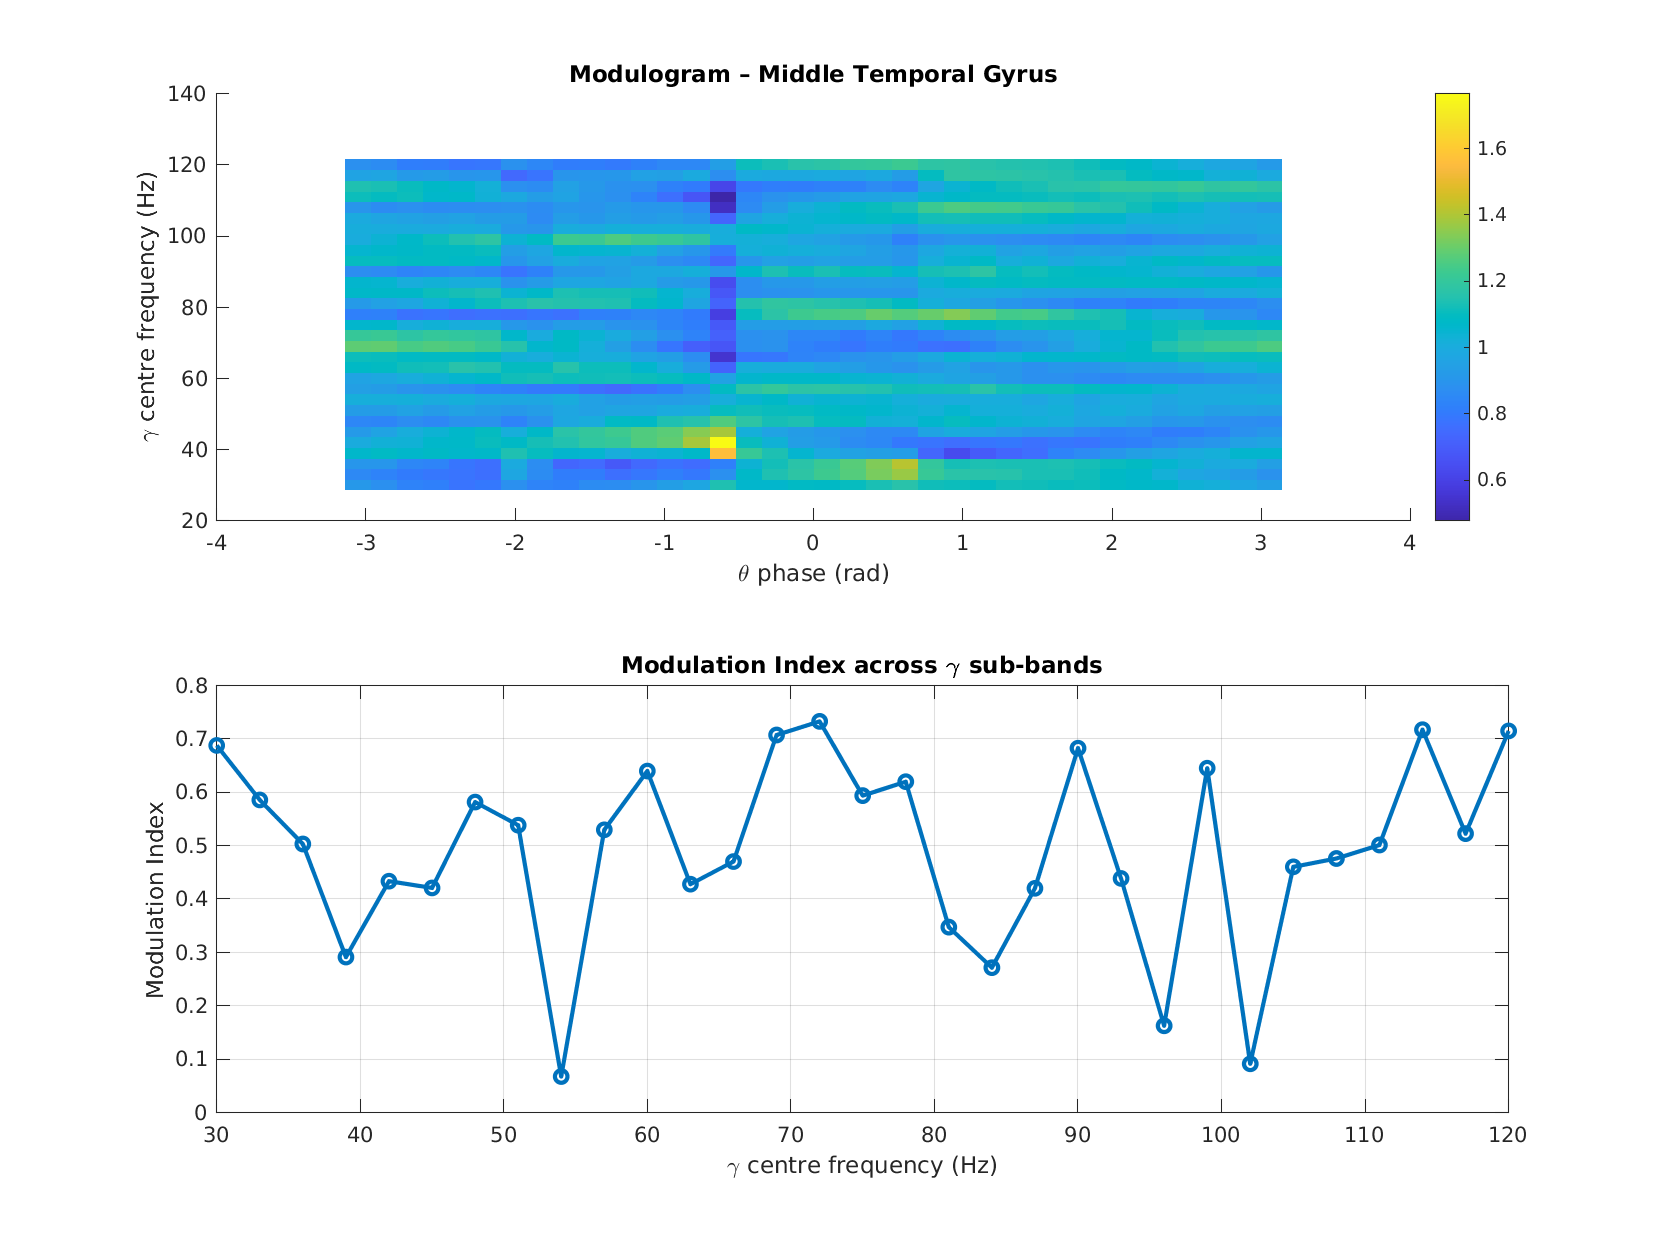 Modulogram – Middle Temporal Gyrus
140
120
100
80
60
40
20
γ centre frequency (Hz)
-4 -3 -2 -1 0 1 2 3 4
θ phase (rad)
1.6
1.4
1.2
1
0.8
0.6
Modulation Index across γ sub-bands
0.8
0.7
0.6
0.5
0.4
0.3
0.2
0.1
0
Modulation Index
30 40 50 60 70 80 90 100 110 120
γ centre frequency (Hz)